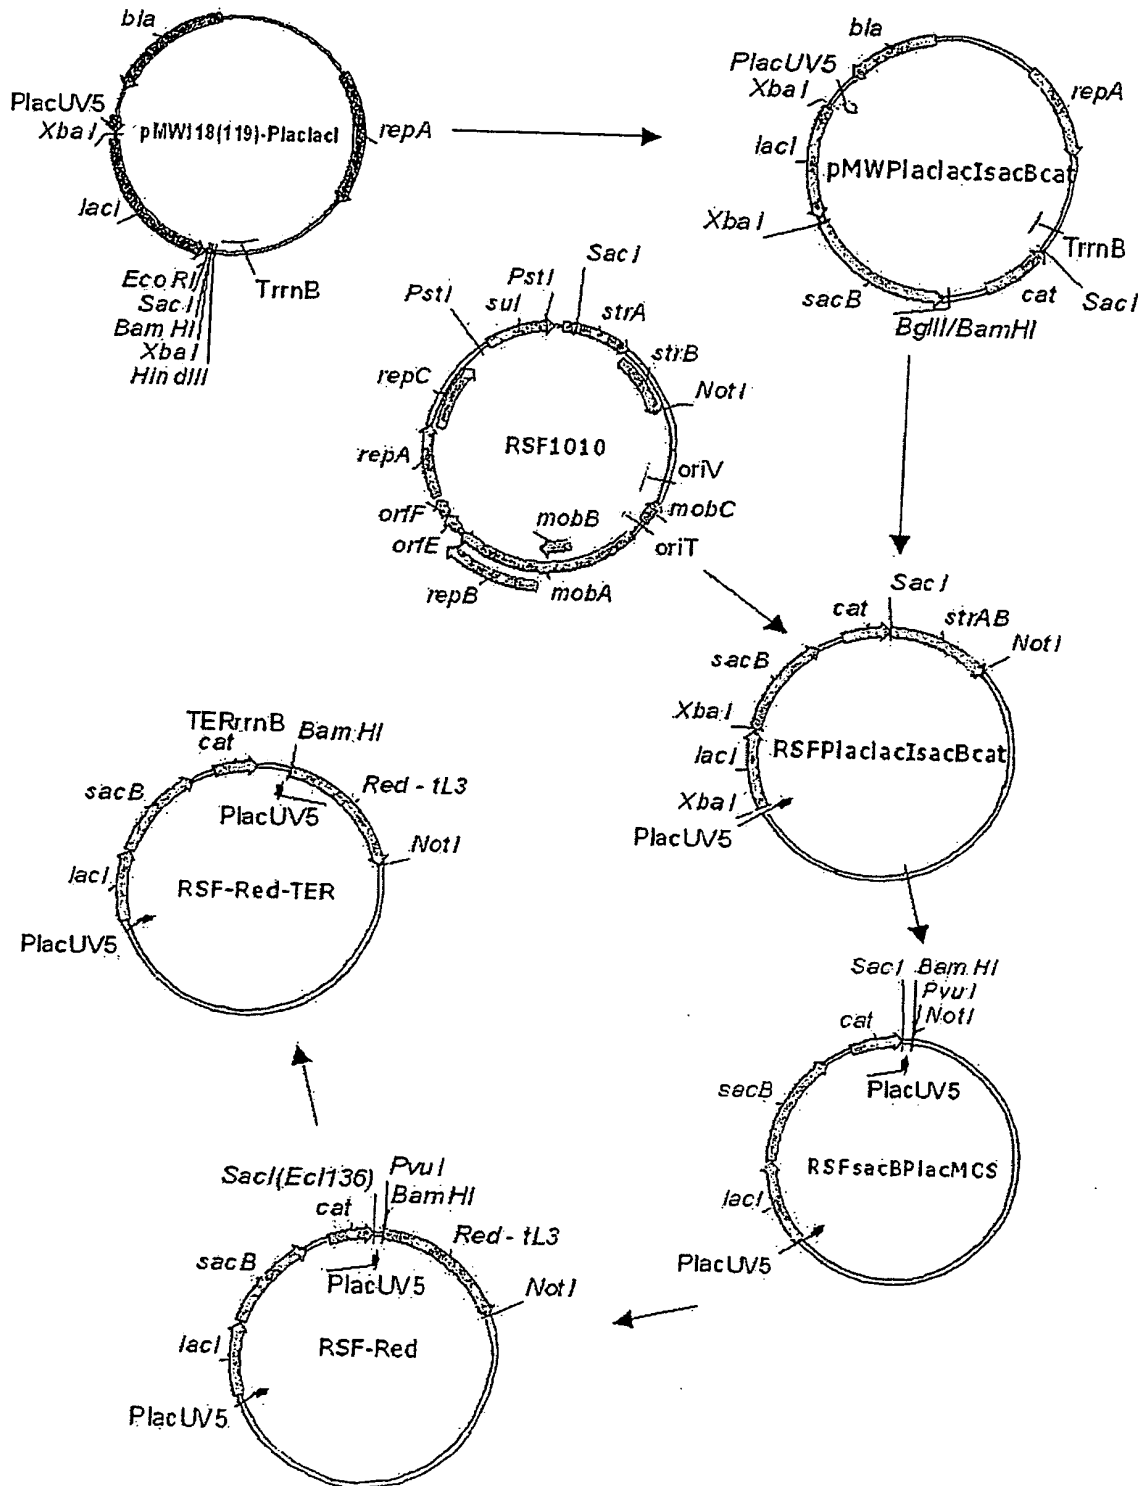 bla
PlacUV5
XbaI
pMW118(119)-PlaclacI
repA
lacI
EcoRI
SacI
BamHI
XbaI
HindIII
TrrnB
bla
PlacUV5
XbaI
repA
lacI
pMWPlaclacIsacBcat
XbaI
TrrnB
sacB
cat
SacI
BglII/BamHI
SacI
PstI
PstI
sul
strA
strB
repC
NotI
RSF1010
repA
oriV
orfF
mobB
mobC
orfE
oriT
repB
mobA
SacI
cat
strAB
NotI
sacB
XbaI
lacI
RSFPlaclacIsacBcat
XbaI
PlacUV5
TERrrnB
BamHI
cat
Red-tL3
sacB
PlacUV5
NotI
lacI
RSF-Red-TER
PlacUV5
SacI BamHI
PvuI
NotI
cat
sacB
PlacUV5
RSFsacBPlacMCS
lacI
PlacUV5
SacI(Ecl136)
PvuI
BamHI
cat
Red-tL3
sacB
PlacUV5
NotI
lacI
RSF-Red
PlacUV5